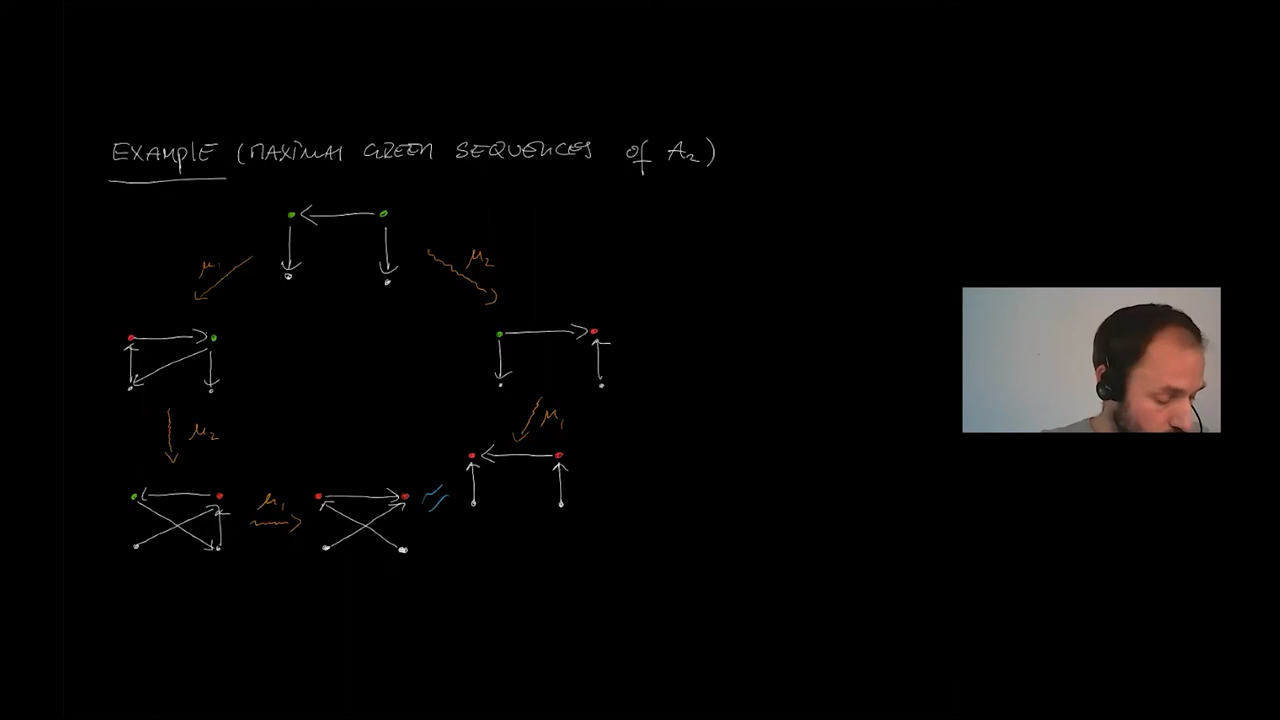 EXAMPLE (MAXIMAL GREEN SEQUENCES of A₂)
μ₁
μ₂
μ₂
μ₁
μ₁